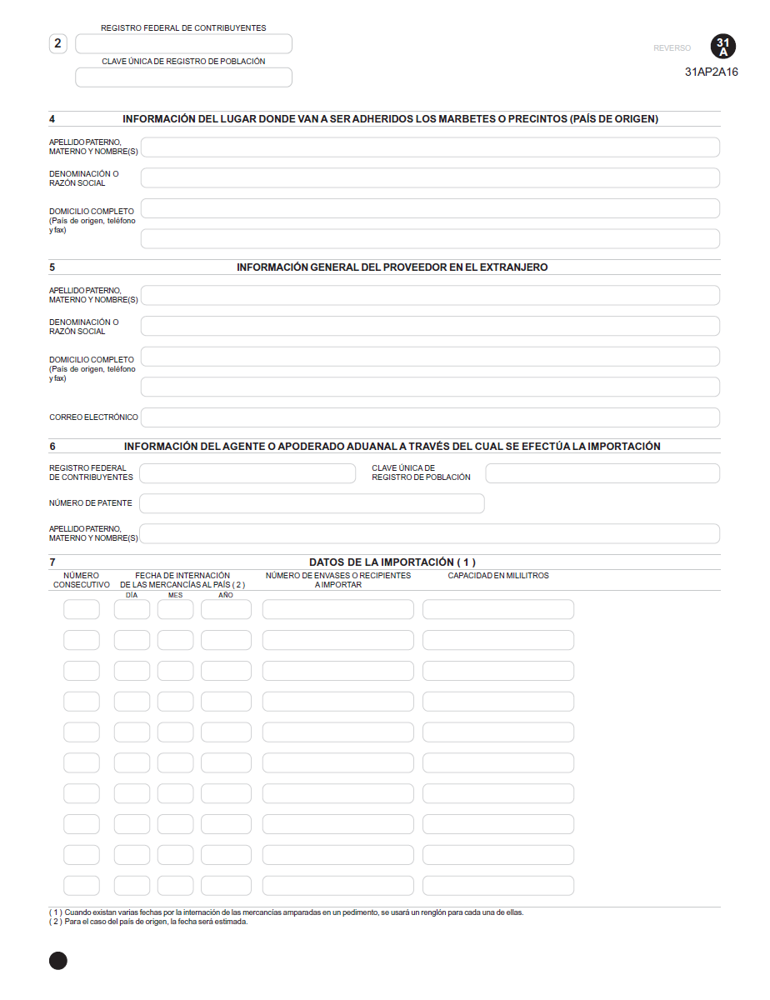 REGISTRO FEDERAL DE CONTRIBUYENTES
2
CLAVE ÚNICA DE REGISTRO DE POBLACIÓN
REVERSO
31
A
31AP2A16
4 INFORMACIÓN DEL LUGAR DONDE VAN A SER ADHERIDOS LOS MARBETES O PRECINTOS (PAÍS DE ORIGEN)
APELLIDO PATERNO,
MATERNO Y NOMBRE(S)
DENOMINACIÓN O
RAZÓN SOCIAL
DOMICILIO COMPLETO
(País de origen, teléfono
y fax)
5 INFORMACIÓN GENERAL DEL PROVEEDOR EN EL EXTRANJERO
APELLIDO PATERNO,
MATERNO Y NOMBRE(S)
DENOMINACIÓN O
RAZÓN SOCIAL
DOMICILIO COMPLETO
(País de origen, teléfono
y fax)
CORREO ELECTRÓNICO
6 INFORMACIÓN DEL AGENTE O APODERADO ADUANAL A TRAVÉS DEL CUAL SE EFECTÚA LA IMPORTACIÓN
REGISTRO FEDERAL
DE CONTRIBUYENTES
CLAVE ÚNICA DE
REGISTRO DE POBLACIÓN
NÚMERO DE PATENTE
APELLIDO PATERNO,
MATERNO Y NOMBRE(S)
7 DATOS DE LA IMPORTACIÓN ( 1 )
NÚMERO
CONSECUTIVO
FECHA DE INTERNACIÓN
DE LAS MERCANCÍAS AL PAÍS ( 2 )
NÚMERO DE ENVASES O RECIPIENTES
A IMPORTAR
CAPACIDAD EN MILILITROS
DÍA MES AÑO
( 1 ) Cuando existan varias fechas por la internación de las mercancías amparadas en un pedimento, se usará un renglón para cada una de ellas.
( 2 ) Para el caso del país de origen, la fecha será estimada.